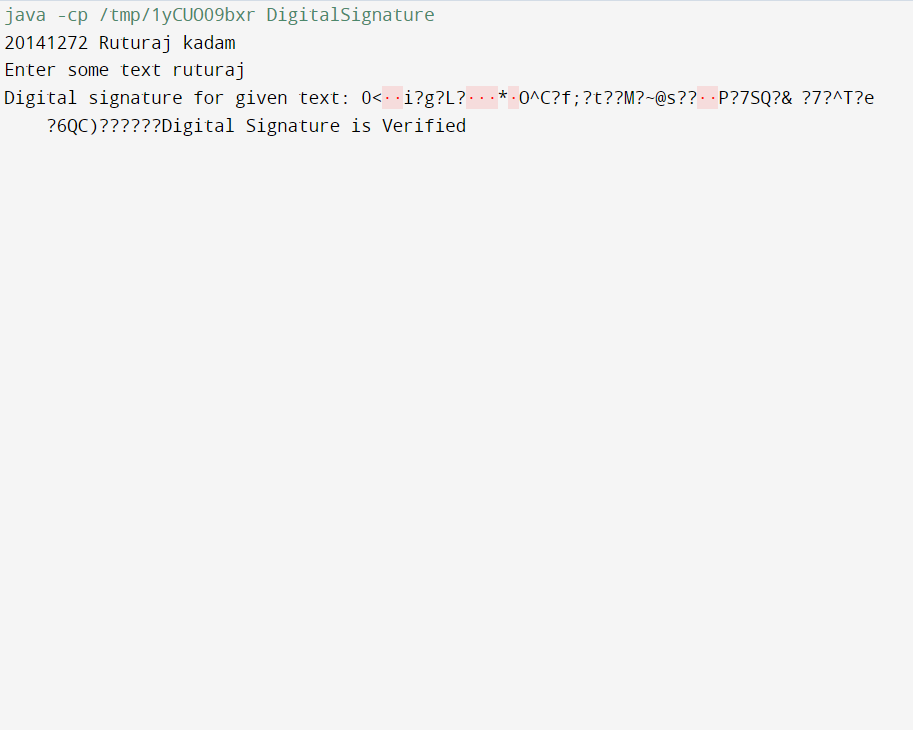 java -cp /tmp/1yCUO09bxr DigitalSignature
20141272 Ruturaj kadam
Enter some text ruturaj
Digital signature for given text: 0<··i?g?L?···*·O^C?f;?t??M?~@s??··P?7SQ?& ?7?^T?e
?6QC)??????Digital Signature is Verified